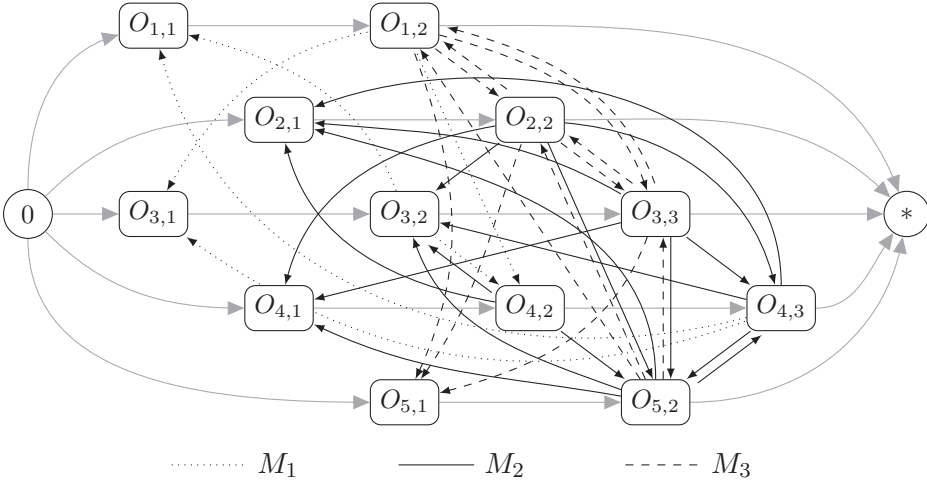 O1,1 O1,2
O2,1 O2,2
0 O3,1 O3,2 O3,3 *
O4,1 O4,2 O4,3
O5,1 O5,2
M1 M2 M3